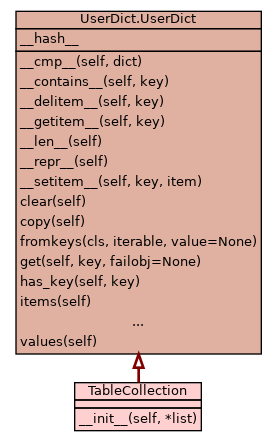 UserDict.UserDict
__hash__
__cmp__(self, dict)
__contains__(self, key)
__delitem__(self, key)
__getitem__(self, key)
__len__(self)
__repr__(self)
__setitem__(self, key, item)
clear(self)
copy(self)
fromkeys(cls, iterable, value=None)
get(self, key, failobj=None)
has_key(self, key)
items(self)
...
values(self)
TableCollection
__init__(self, *list)